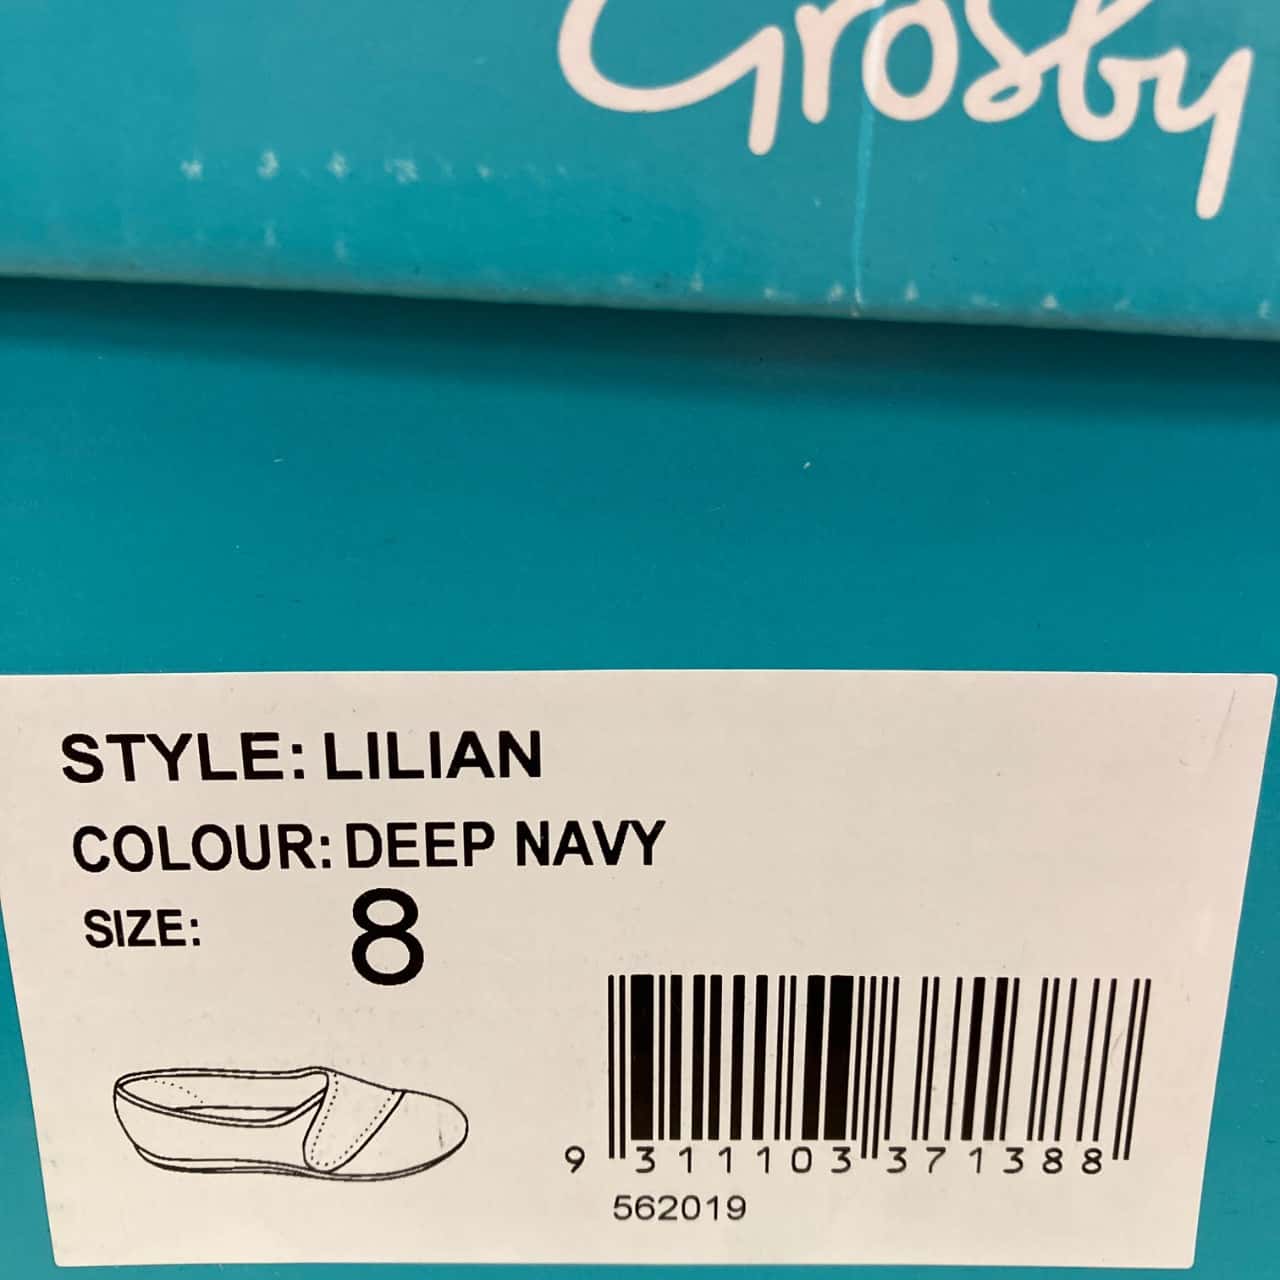 Grosby
STYLE: LILIAN
COLOUR: DEEP NAVY
SIZE: 8
9 311103 371388
562019